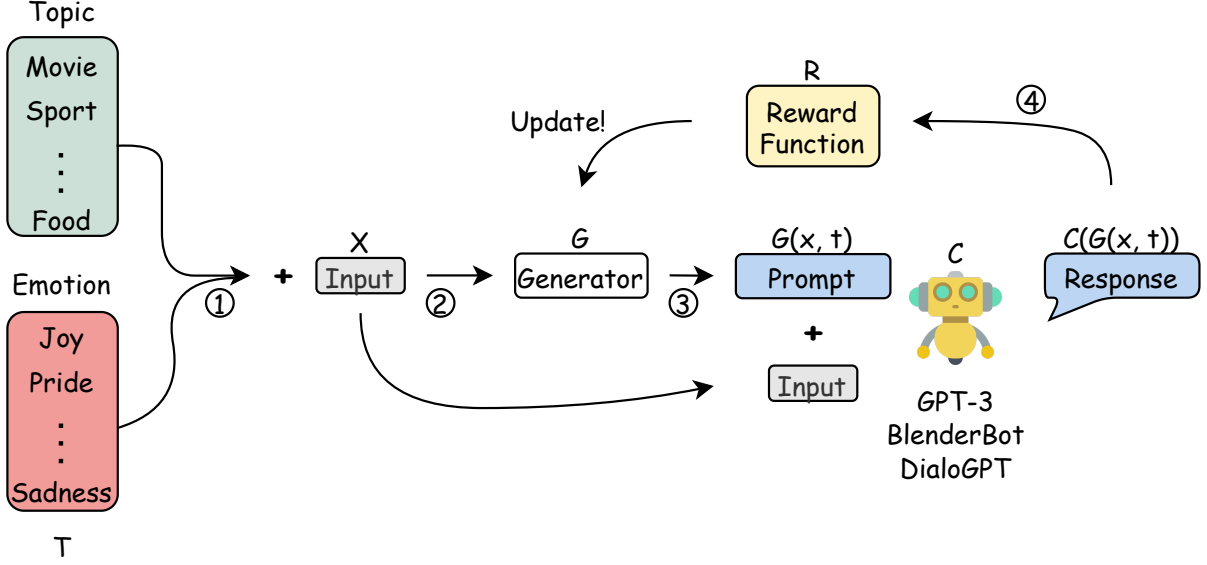 Topic
Movie
Sport
⋮
Food
Emotion
Joy
Pride
⋮
Sadness
T
①
+
X
Input
②
G
Generator
③
Update!
R
Reward
Function
④
G(x, t)
Prompt
+
Input
C
GPT-3
BlenderBot
DialoGPT
C(G(x, t))
Response